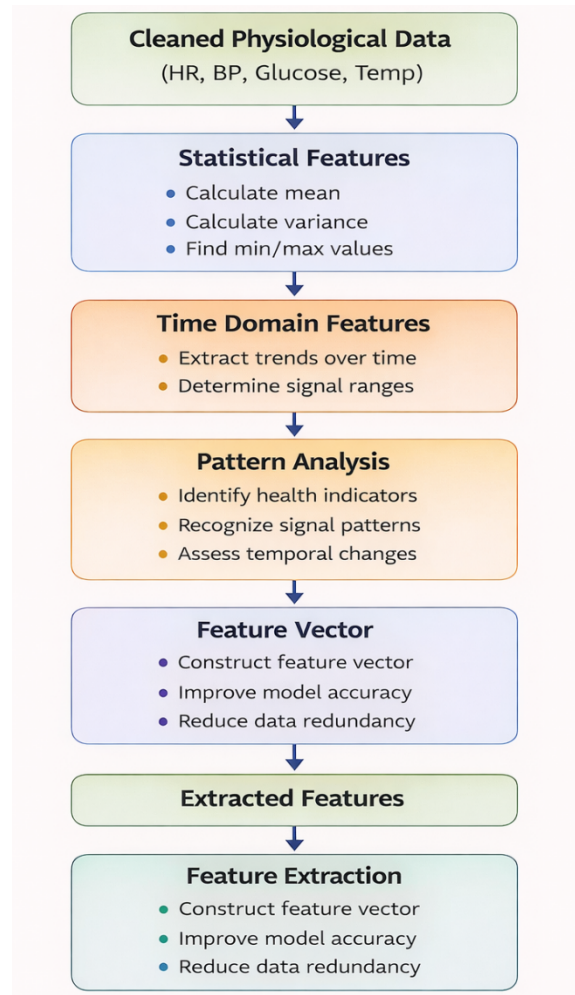 Cleaned Physiological Data
(HR, BP, Glucose, Temp)
Statistical Features
• Calculate mean
• Calculate variance
• Find min/max values
Time Domain Features
• Extract trends over time
• Determine signal ranges
Pattern Analysis
• Identify health indicators
• Recognize signal patterns
• Assess temporal changes
Feature Vector
• Construct feature vector
• Improve model accuracy
• Reduce data redundancy
Extracted Features
Feature Extraction
• Construct feature vector
• Improve model accuracy
• Reduce data redundancy